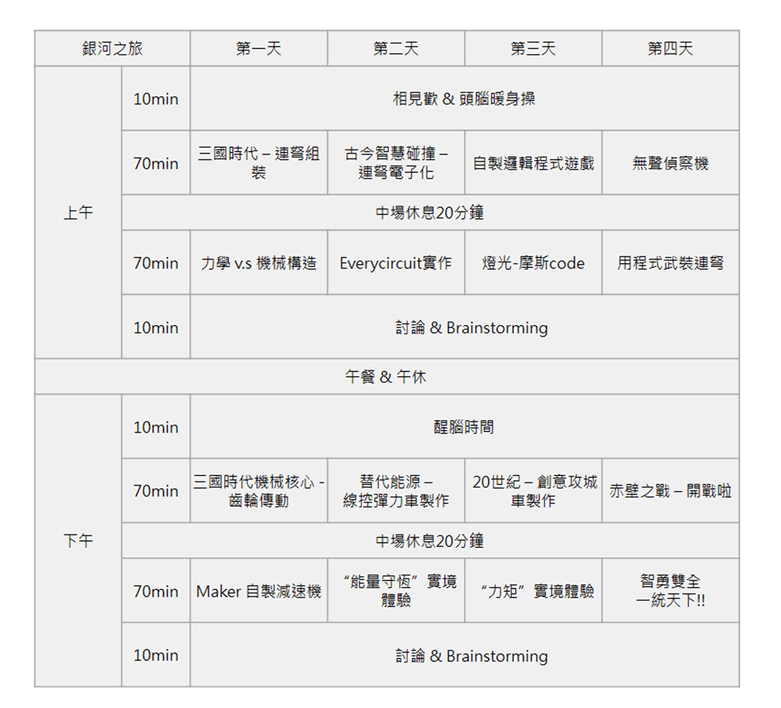 銀河之旅 第一天 第二天 第三天 第四天
上午
10min 相見歡 & 頭腦暖身操
70min
三國時代 – 連弩組
裝
古今智慧碰撞 –
連弩電子化
自製邏輯程式遊戲
無聲偵察機
中場休息20分鐘
70min 力學 v.s 機械構造 Everycircuit實作 燈光-摩斯code 用程式武裝連弩
10min 討論 & Brainstorming
午餐 & 午休
下午
10min 醒腦時間
70min
三國時代機械核心 -
齒輪傳動
替代能源 –
線控彈力車製作
20世紀 – 創意攻城
車製作
赤壁之戰 – 開戰啦
中場休息20分鐘
70min
Maker 自製減速機
“能量守恆”實境
體驗
“力矩”實境體驗
智勇雙全
一統天下!!
10min 討論 & Brainstorming